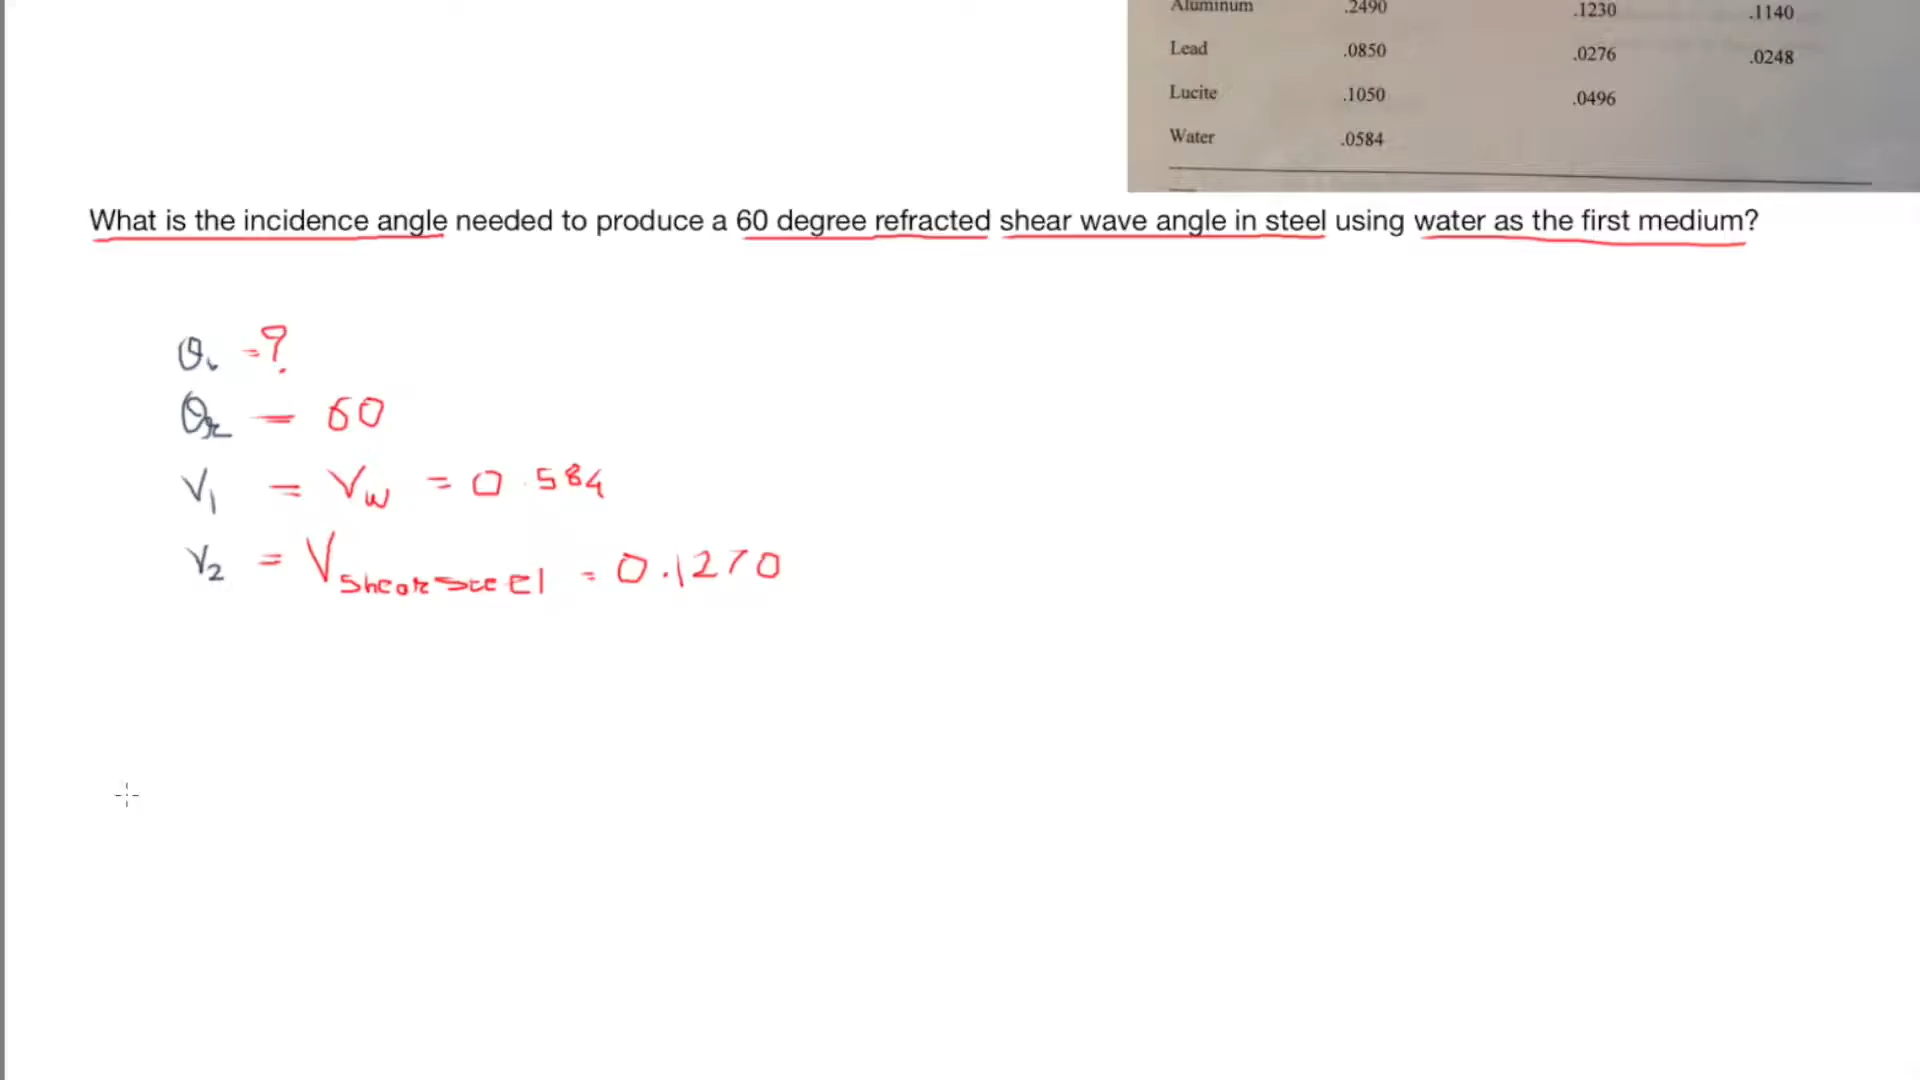 Aluminum .2490 .1230 .1140
Lead .0850 .0276 .0248
Lucite .1050 .0496
Water .0584
What is the incidence angle needed to produce a 60 degree refracted shear wave angle in steel using water as the first medium?
θi = ?
θr = 60
V1 = Vw = 0.584
V2 = Vshear steel = 0.1270